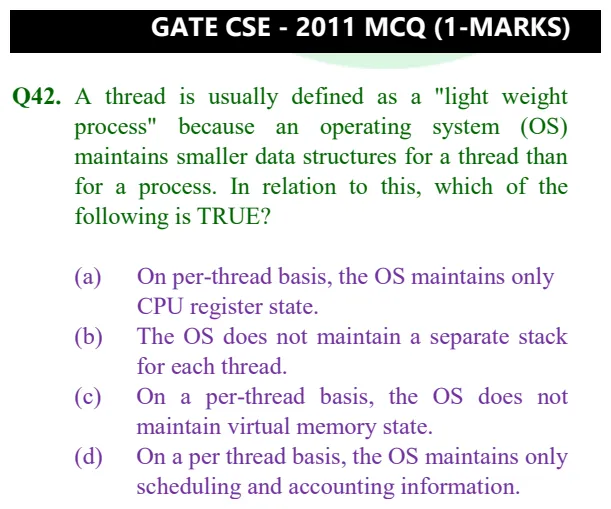 GATE CSE - 2011 MCQ (1-MARKS)
Q42. A thread is usually defined as a "light weight
process" because an operating system (OS)
maintains smaller data structures for a thread than
for a process. In relation to this, which of the
following is TRUE?
(a) On per-thread basis, the OS maintains only
CPU register state.
(b) The OS does not maintain a separate stack
for each thread.
(c) On a per-thread basis, the OS does not
maintain virtual memory state.
(d) On a per thread basis, the OS maintains only
scheduling and accounting information.